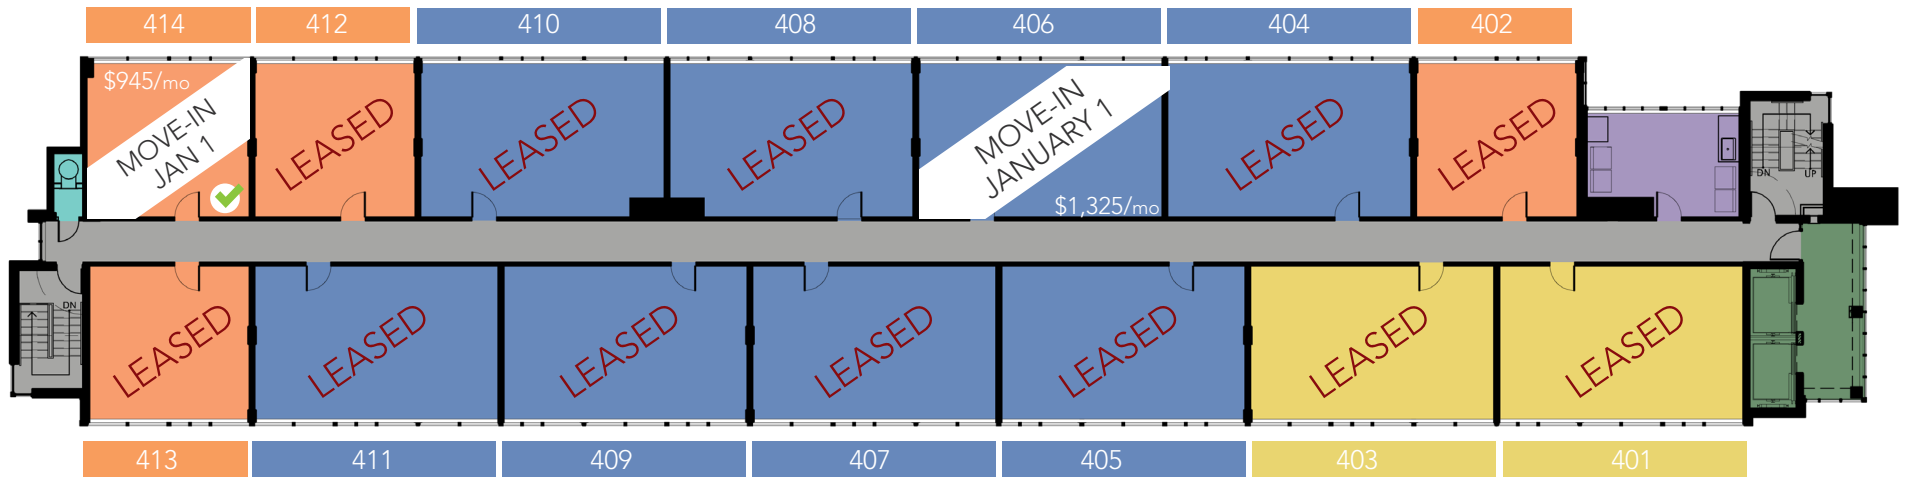 414
412
410
408
406
404
402
$945/mo
MOVE-IN
JAN 1
LEASED
LEASED
LEASED
MOVE-IN
JANUARY 1
$1,325/mo
LEASED
LEASED
DN
UP
DN
LEASED
LEASED
LEASED
LEASED
LEASED
LEASED
LEASED
413
411
409
407
405
403
401